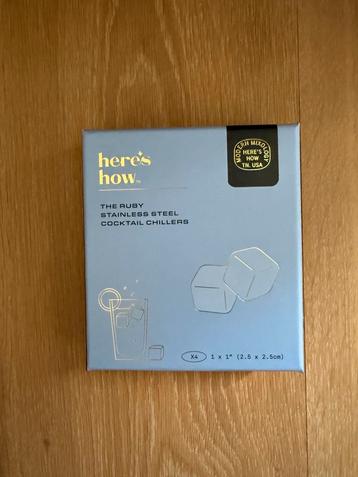 here's
how™
MODERN MIXOLOGY
HERE'S
HOW
TN. USA
THE RUBY
STAINLESS STEEL
COCKTAIL CHILLERS
X4 1 x 1" (2.5 x 2.5cm)